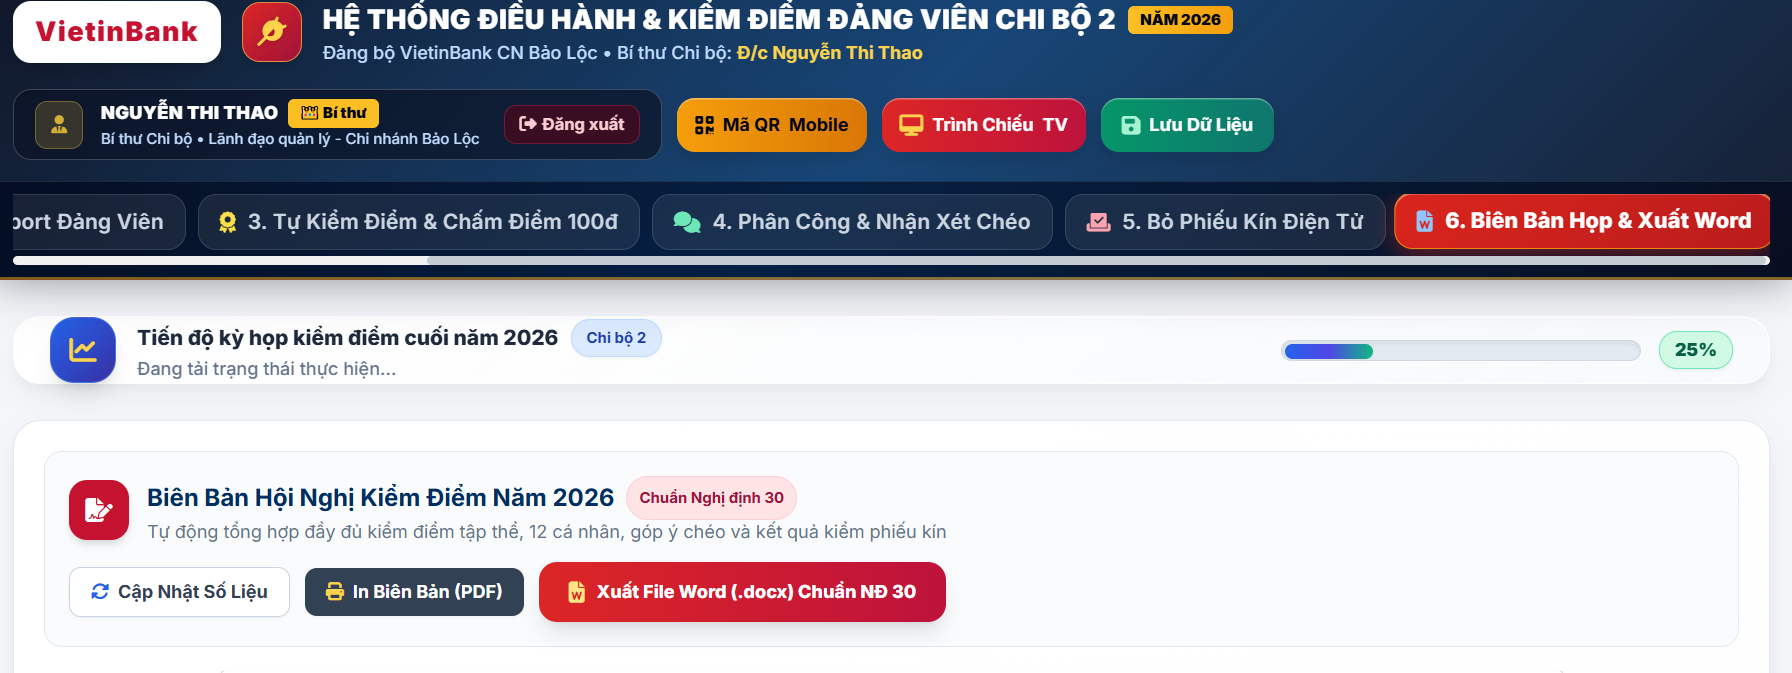 VietinBank
HỆ THỐNG ĐIỀU HÀNH & KIỂM ĐIỂM ĐẢNG VIÊN CHI BỘ 2
NĂM 2026
Đảng bộ VietinBank CN Bảo Lộc • Bí thư Chi bộ: Đ/c Nguyễn Thi Thao
NGUYỄN THI THAO
Bí thư
Bí thư Chi bộ • Lãnh đạo quản lý - Chi nhánh Bảo Lộc
Đăng xuất
Mã QR Mobile
Trình Chiếu TV
Lưu Dữ Liệu
port Đảng Viên
3. Tự Kiểm Điểm & Chấm Điểm 100đ
4. Phân Công & Nhận Xét Chéo
5. Bỏ Phiếu Kín Điện Tử
6. Biên Bản Họp & Xuất Word
Tiến độ kỳ họp kiểm điểm cuối năm 2026
Chi bộ 2
Đang tải trạng thái thực hiện...
25%
Biên Bản Hội Nghị Kiểm Điểm Năm 2026
Chuẩn Nghị định 30
Tự động tổng hợp đầy đủ kiểm điểm tập thể, 12 cá nhân, góp ý chéo và kết quả kiểm phiếu kín
Cập Nhật Số Liệu
In Biên Bản (PDF)
Xuất File Word (.docx) Chuẩn NĐ 30